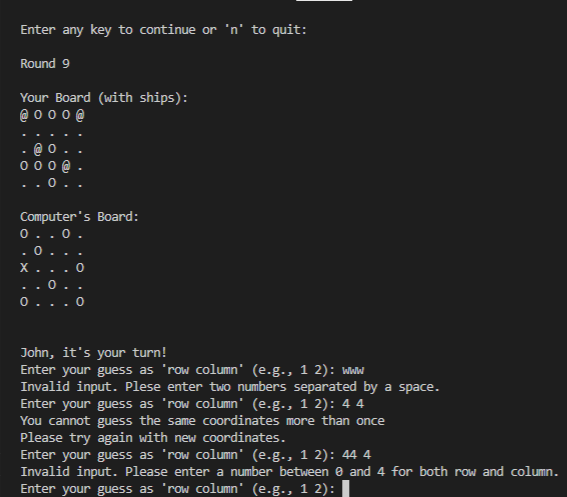 Enter any key to continue or 'n' to quit:
Round 9
Your Board (with ships):
@ O O O @
. . . . .
. @ O . .
O O O @ .
. . O . .
Computer's Board:
O . . O .
. O . . .
X . . . O
. . O . .
O . . . O
John, it's your turn!
Enter your guess as 'row column' (e.g., 1 2): www
Invalid input. Plese enter two numbers separated by a space.
Enter your guess as 'row column' (e.g., 1 2): 4 4
You cannot guess the same coordinates more than once
Please try again with new coordinates.
Enter your guess as 'row column' (e.g., 1 2): 44 4
Invalid input. Please enter a number between 0 and 4 for both row and column.
Enter your guess as 'row column' (e.g., 1 2):